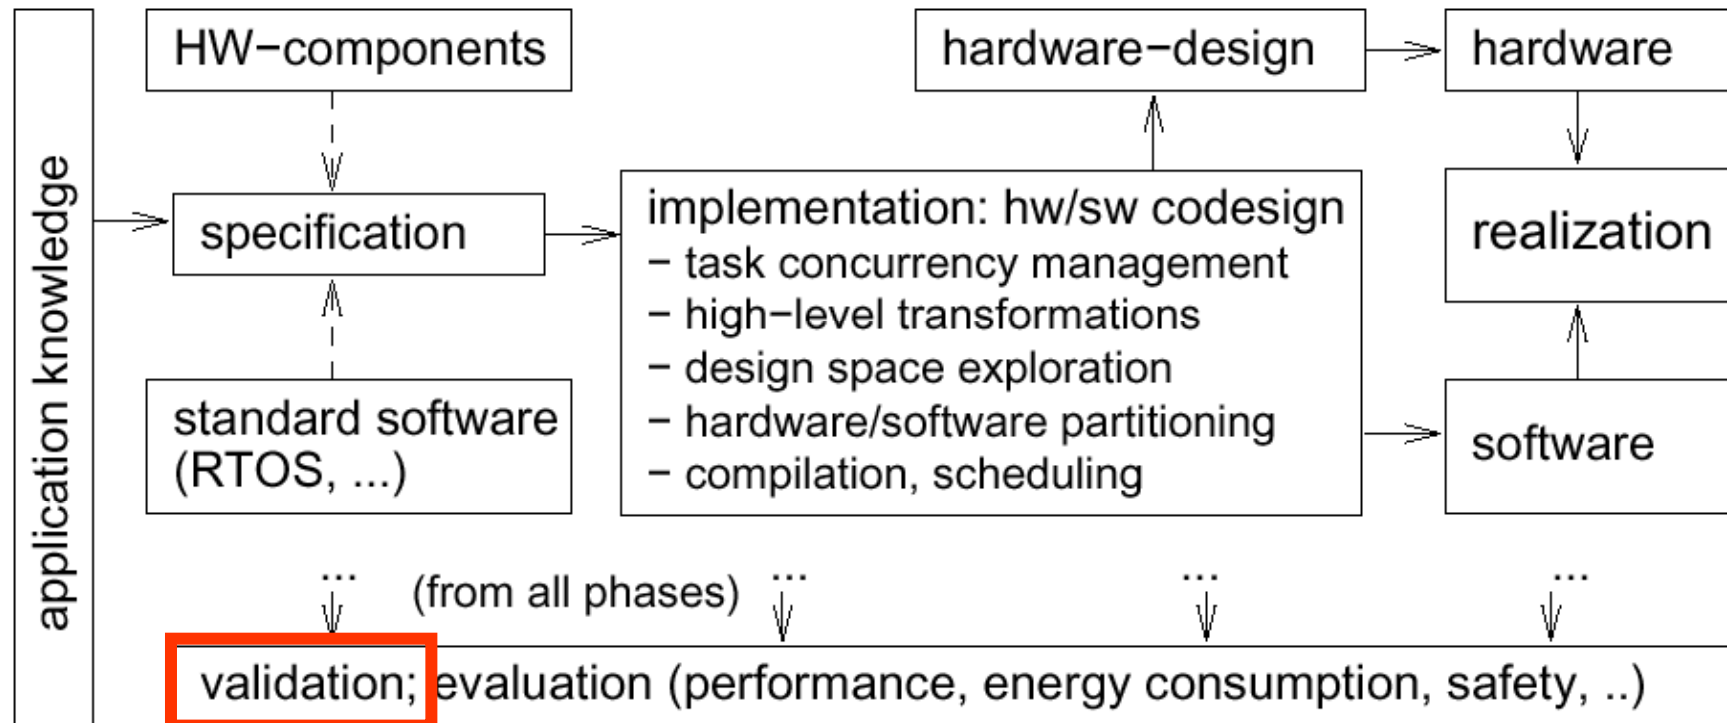 application knowledge
HW−components
specification
standard software
(RTOS, ...)
implementation: hw/sw codesign
− task concurrency management
− high−level transformations
− design space exploration
− hardware/software partitioning
− compilation, scheduling
hardware−design
hardware
realization
software
... (from all phases) ... ... ...
validation; evaluation (performance, energy consumption, safety, ..)